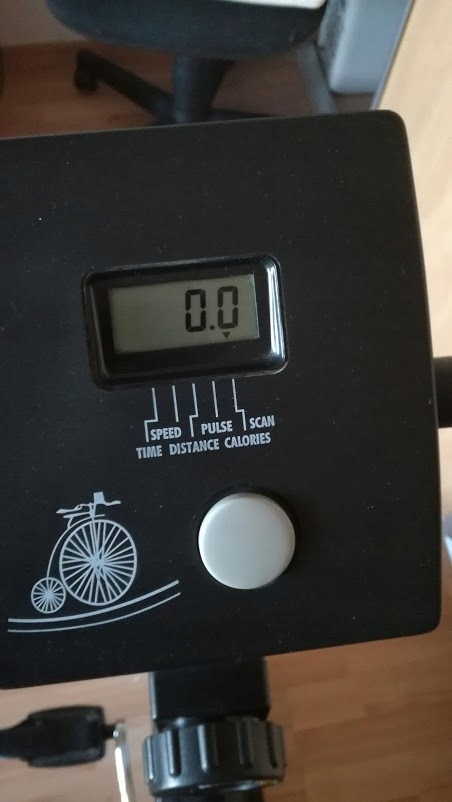 0.0
SPEED PULSE SCAN
TIME DISTANCE CALORIES